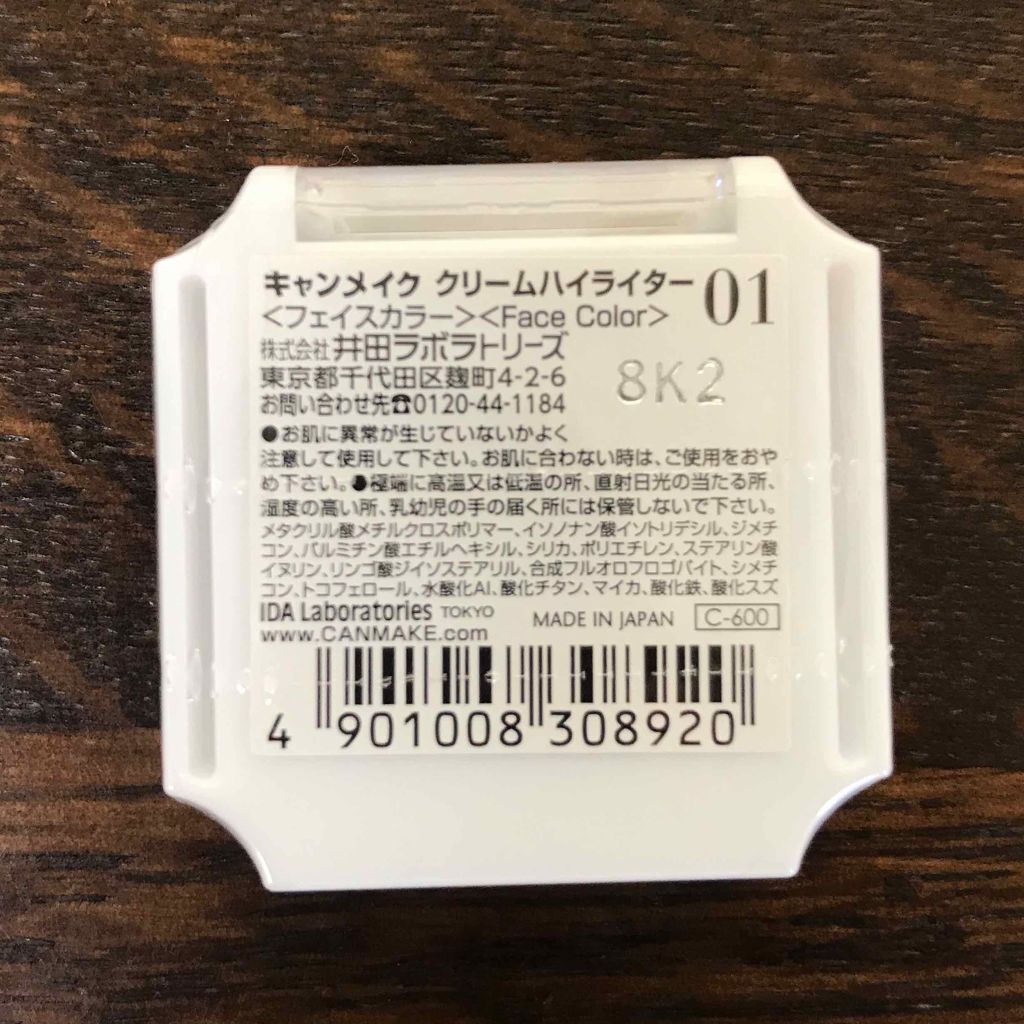 キャンメイク クリームハイライター 01
<フェイスカラー><Face Color>
株式会社 井田ラボラトリーズ
東京都千代田区麹町4-2-6
8K2
お問い合わせ先☎0120-44-1184
●お肌に異常が生じていないかよく
注意して使用して下さい。お肌に合わない時は、ご使用をおや
め下さい。●極端に高温又は低温の所、直射日光の当たる所、
湿度の高い所、乳幼児の手の届く所には保管しないで下さい。
メタクリル酸メチルクロスポリマー、イソノナン酸イソトリデシル、ジメチ
コン、パルミチン酸エチルヘキシル、シリカ、ポリエチレン、ステアリン酸
イヌリン、リンゴ酸ジイソステアリル、合成フルオロフロゴパイト、シメチ
コン、トコフェロール、水酸化Al、酸化チタン、マイカ、酸化鉄、酸化スズ
IDA Laboratories TOKYO
MADE IN JAPAN C-600
www.CANMAKE.com
4 901008 308920